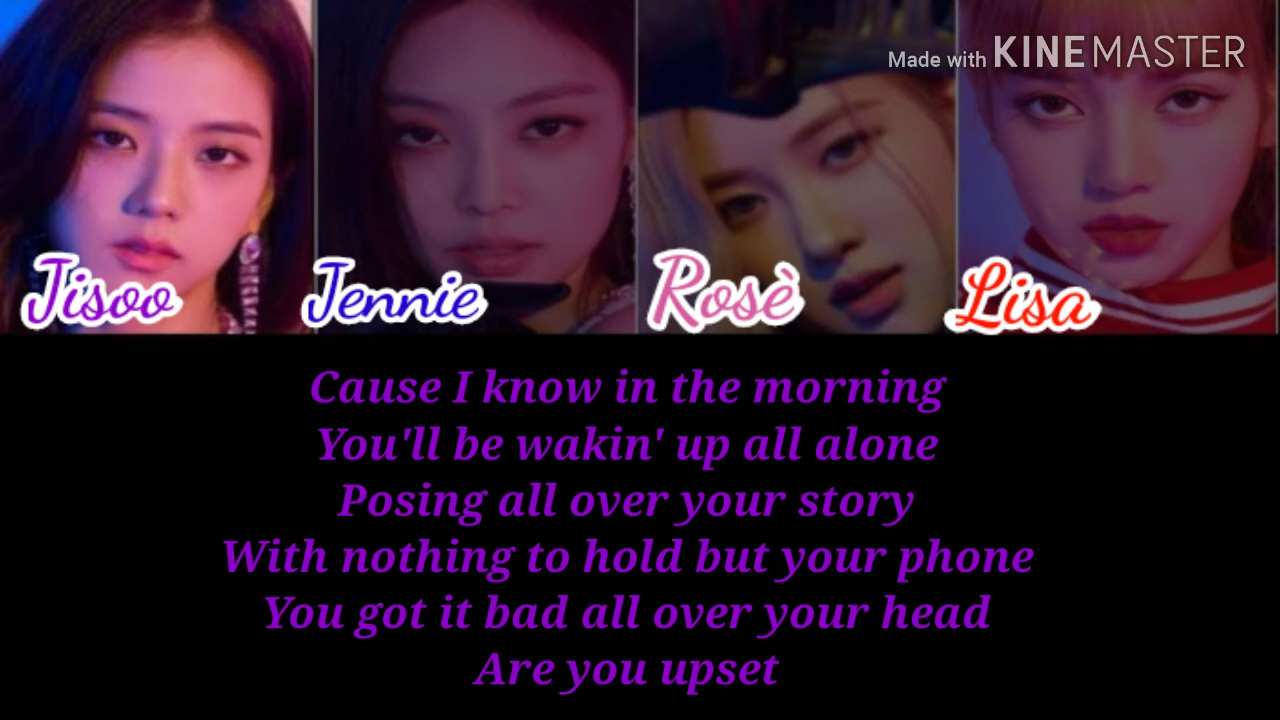 Made with KINEMASTER
Jisoo
Jennie
Rosè
Lisa
Cause I know in the morning
You'll be wakin' up all alone
Posing all over your story
With nothing to hold but your phone
You got it bad all over your head
Are you upset